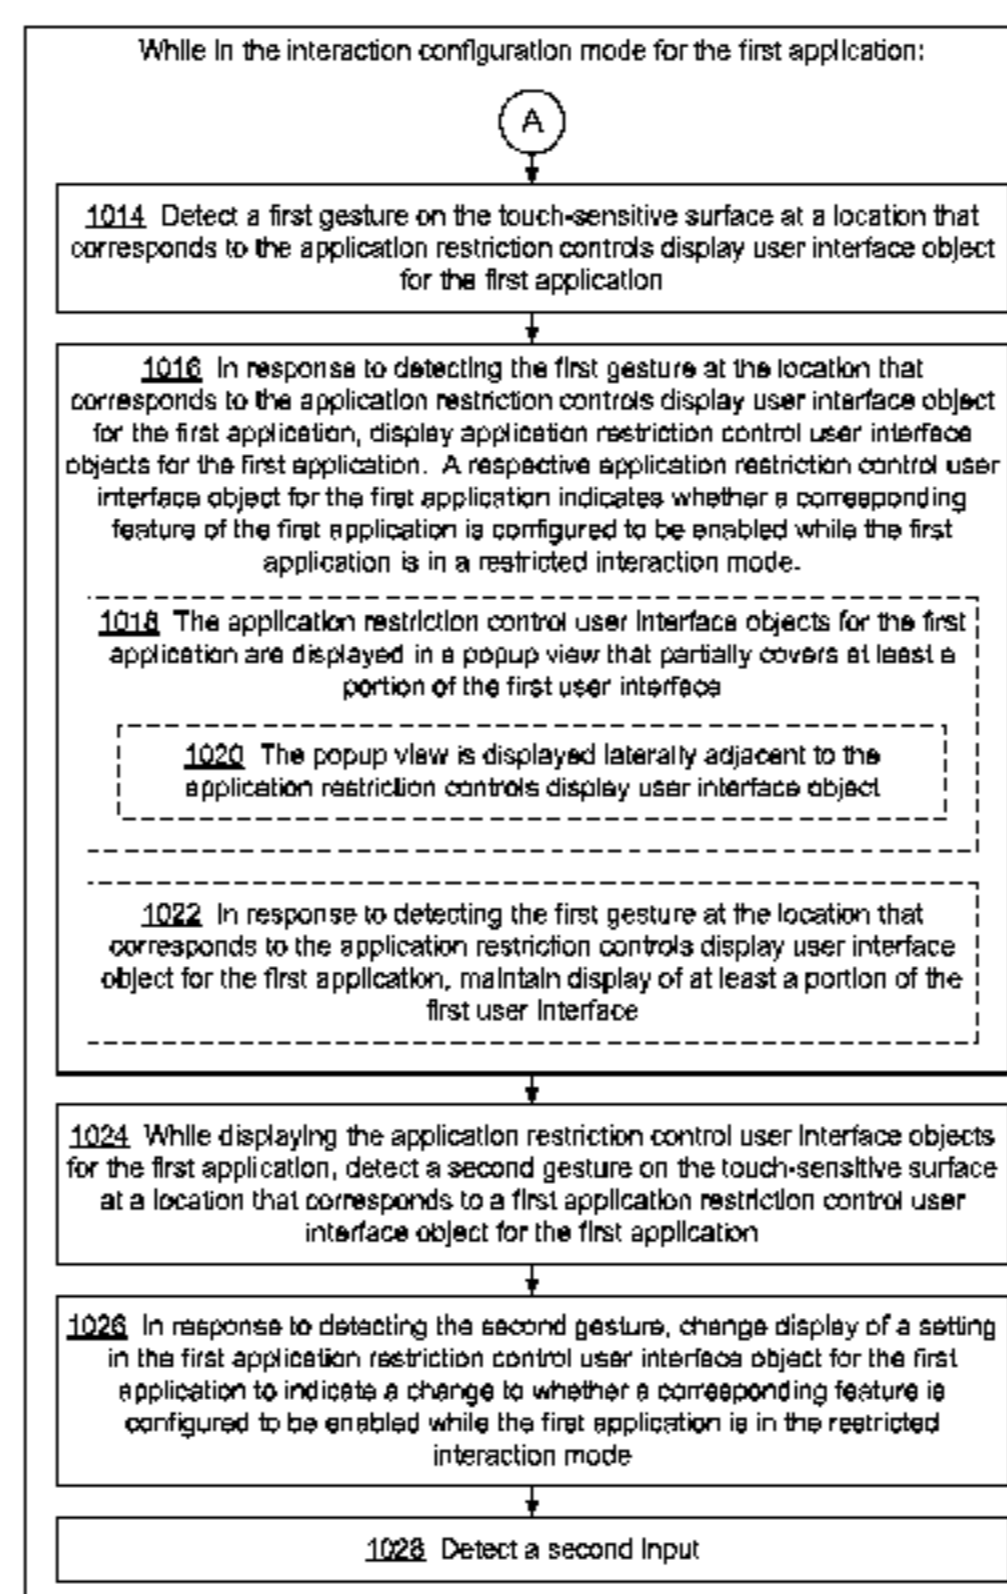 While in the interaction configuration mode for the first application:
A
1014 Detect a first gesture on the touch-sensitive surface at a location that
corresponds to the application restriction controls display user interface object
for the first application
1016 In response to detecting the first gesture at the location that
corresponds to the application restriction controls display user interface object
for the first application, display application restriction control user interface
objects for the first application. A respective application restriction control user
interface object for the first application indicates whether a corresponding
feature of the first application is configured to be enabled while the first
application is in a restricted interaction mode.
1018 The application restriction control user interface objects for the first
application are displayed in a popup view that partially covers at least a
portion of the first user interface
1020 The popup view is displayed laterally adjacent to the
application restriction controls display user interface object
1022 In response to detecting the first gesture at the location that
corresponds to the application restriction controls display user interface
object for the first application, maintain display of at least a portion of the
first user interface
1024 While displaying the application restriction control user interface objects
for the first application, detect a second gesture on the touch-sensitive surface
at a location that corresponds to a first application restriction control user
interface object for the first application
1026 In response to detecting the second gesture, change display of a setting
in the first application restriction control user interface object for the first
application to indicate a change to whether a corresponding feature is
configured to be enabled while the first application is in the restricted
interaction mode
1028 Detect a second input